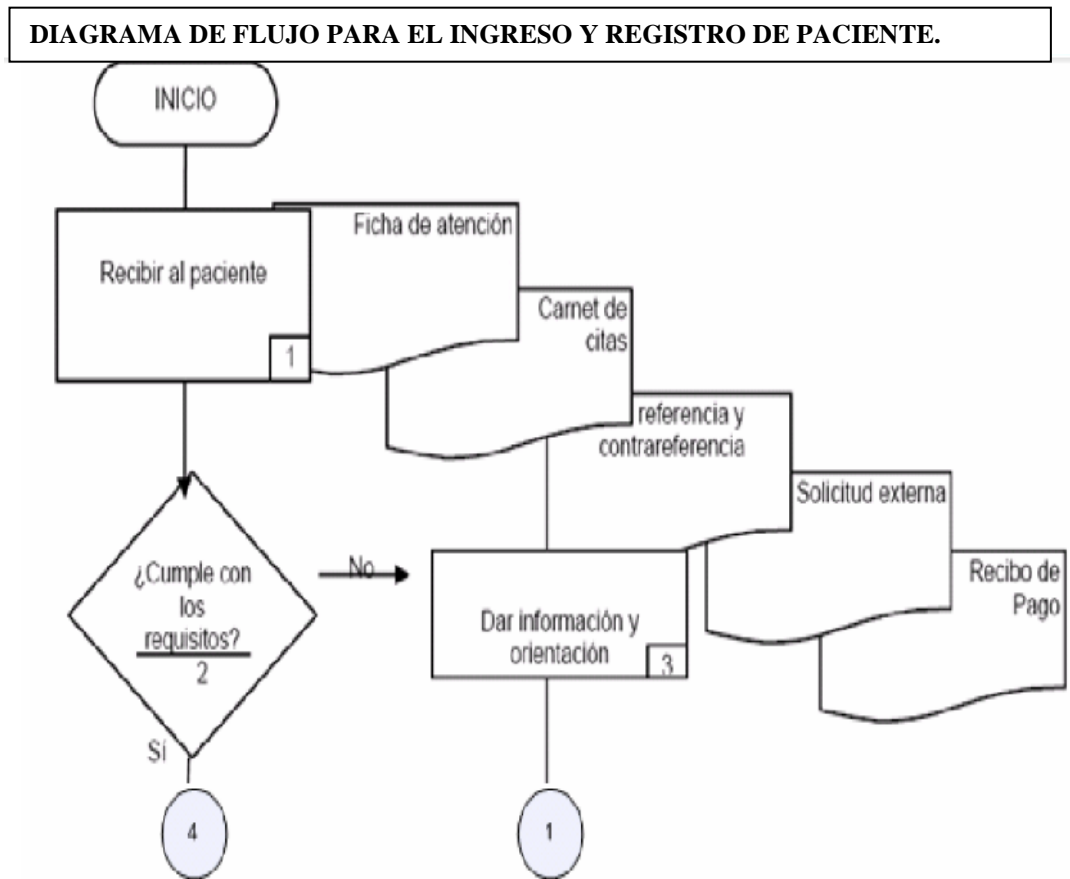 DIAGRAMA DE FLUJO PARA EL INGRESO Y REGISTRO DE PACIENTE.
INICIO
Recibir al paciente
1
Ficha de atención
Carnet de
citas
referencia y
contrareferencia
Solicitud externa
Recibo de
Pago
¿Cumple con
los
requisitos?
2
No
Dar información y
orientación
3
Sí
4
1